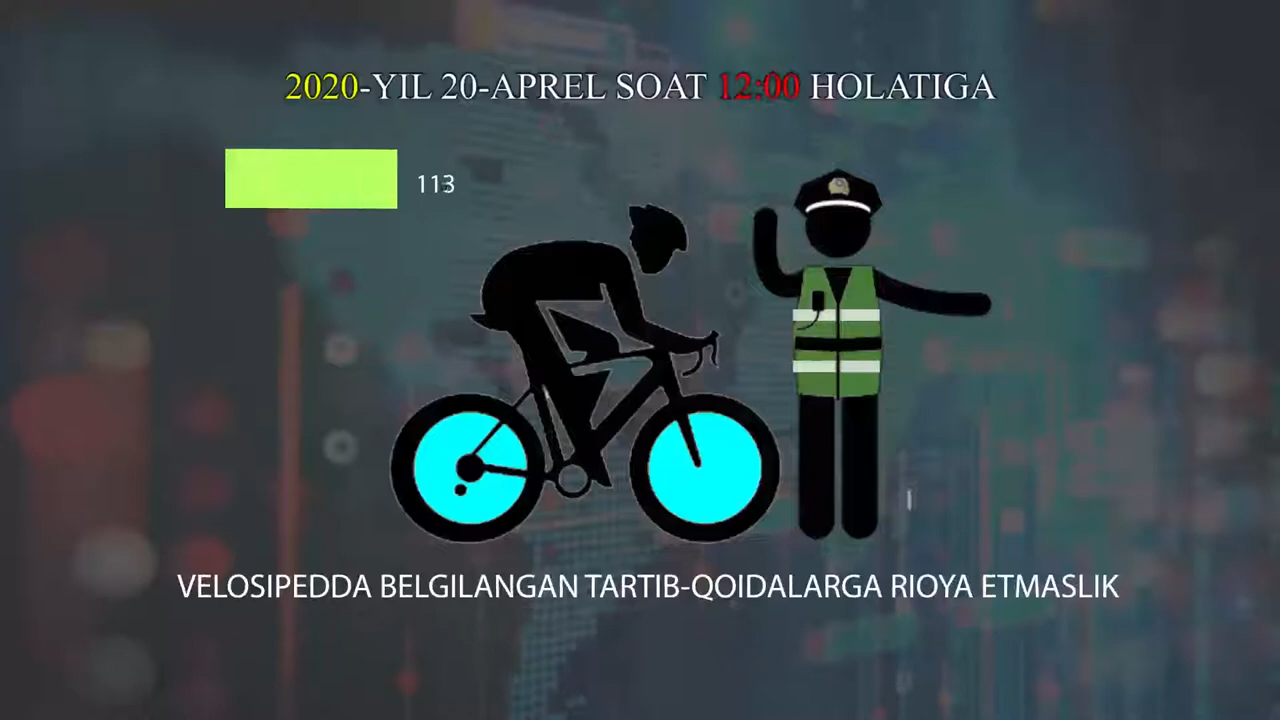 2020-YIL 20-APREL SOAT 12:00 HOLATIGA
113
VELOSIPEDDA BELGILANGAN TARTIB-QOIDALARGA RIOYA ETMASLIK